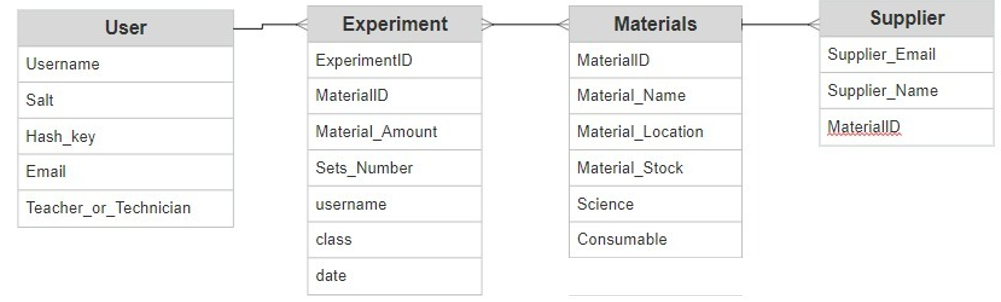 User
Username
Salt
Hash_key
Email
Teacher_or_Technician
Experiment
ExperimentID
MaterialID
Material_Amount
Sets_Number
username
class
date
Materials
MaterialID
Material_Name
Material_Location
Material_Stock
Science
Consumable
Supplier
Supplier_Email
Supplier_Name
MaterialID